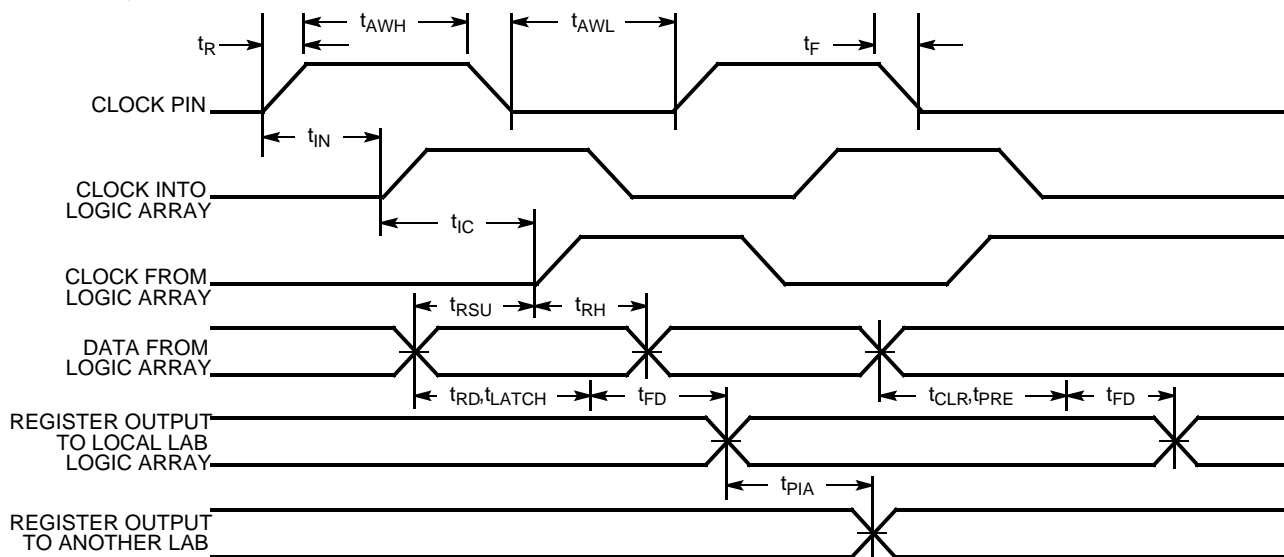 tAWH
tAWL
tR
tF
CLOCK PIN
tIN
CLOCK INTO
LOGIC ARRAY
tIC
CLOCK FROM
LOGIC ARRAY
tRSU
tRH
DATA FROM
LOGIC ARRAY
tRD,tLATCH
tFD
tCLR,tPRE
tFD
REGISTER OUTPUT
TO LOCAL LAB
LOGIC ARRAY
tPIA
REGISTER OUTPUT
TO ANOTHER LAB